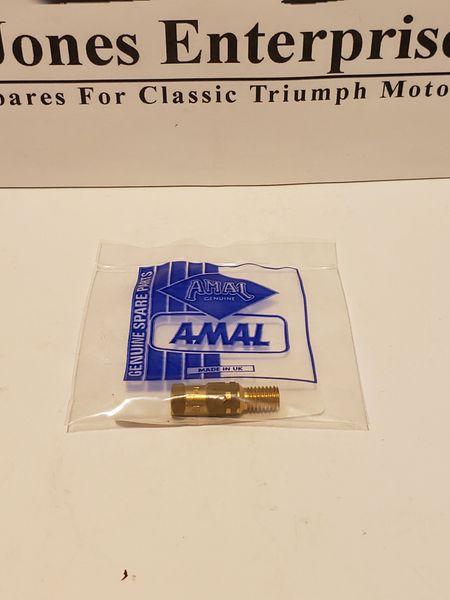 Jones Enterprise
pares For Classic Triumph Moto
GENUINE SPARE PARTS
AMAL
GENUINE
AMAL
MADE IN UK